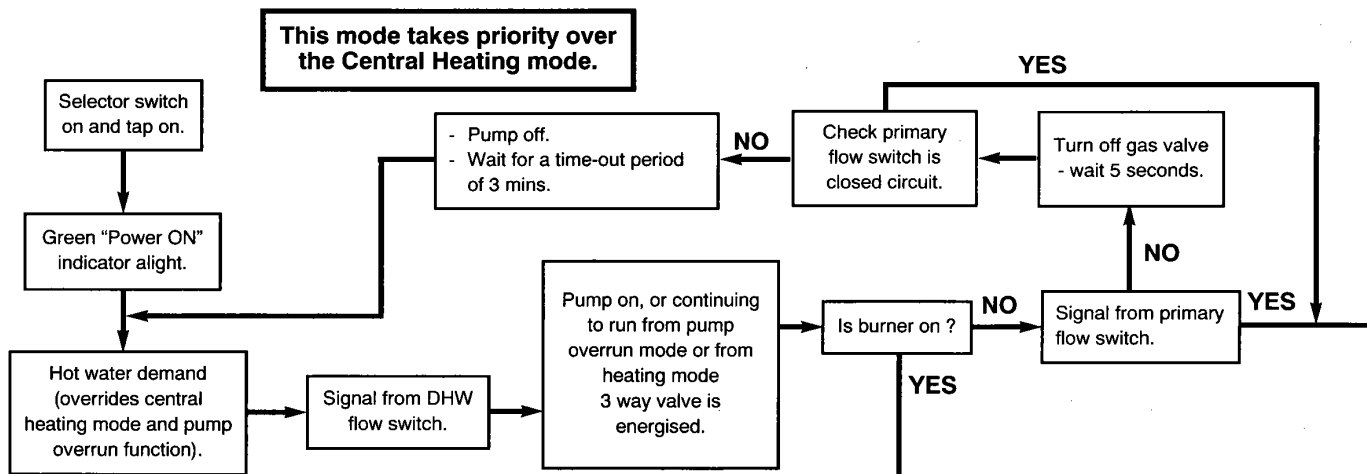 This mode takes priority over
the Central Heating mode.
Selector switch
on and tap on.
Green “Power ON”
indicator alight.
Hot water demand
(overrides central
heating mode and pump
overrun function).
Signal from DHW
flow switch.
Pump on, or continuing
to run from pump
overrun mode or from
heating mode
3 way valve is
energised.
Is burner on ?
NO
YES
Signal from primary
flow switch.
YES
NO
Turn off gas valve
- wait 5 seconds.
Check primary
flow switch is
closed circuit.
YES
NO
- Pump off.
- Wait for a time-out period
of 3 mins.